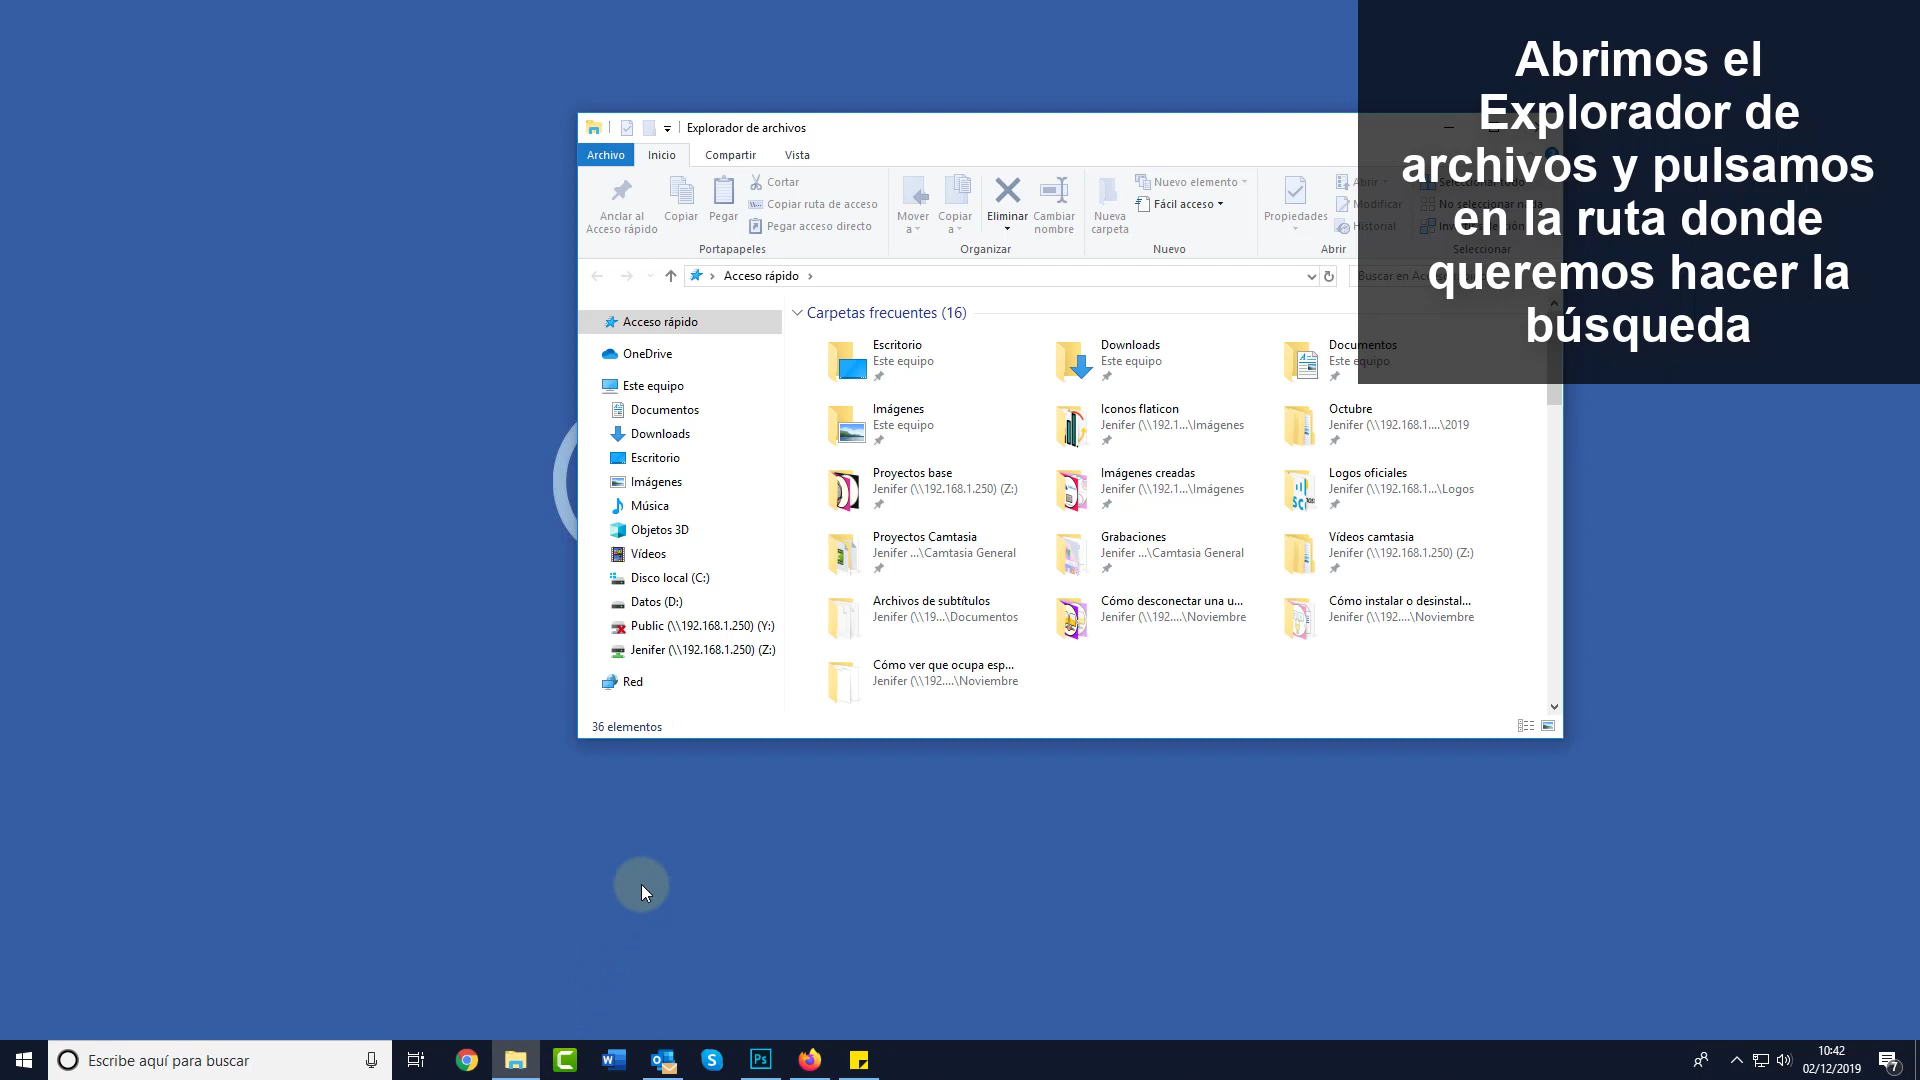 Abrimos el
Explorador de
archivos y pulsamos
en la ruta donde
queremos hacer la
búsqueda
Explorador de archivos
Archivo
Inicio
Compartir
Vista
Anclar al
Acceso rápido
Copiar
Pegar
Cortar
Copiar ruta de acceso
Pegar acceso directo
Portapapeles
Mover
a
Copiar
a
Eliminar
Cambiar
nombre
Organizar
Nueva
carpeta
Nuevo elemento
Fácil acceso
Nuevo
Propiedades
Abrir
Modificar
Historial
Abrir
Seleccionar todo
No seleccionar nada
Seleccionar
Acceso rápido
Buscar en
Acceso rápido
OneDrive
Este equipo
Documentos
Downloads
Escritorio
Imágenes
Música
Objetos 3D
Vídeos
Disco local (C:)
Datos (D:)
Public (\\192.168.1.250) (Y:)
Jenifer (\\192.168.1.250) (Z:)
Red
Carpetas frecuentes (16)
Escritorio
Este equipo
Downloads
Este equipo
Documentos
Este equipo
Imágenes
Este equipo
Iconos flaticon
Jenifer (\\192.1...\Imágenes
Octubre
Jenifer (\\192.168.1....\2019
Proyectos base
Jenifer (\\192.168.1.250) (Z:)
Imágenes creadas
Jenifer (\\192.1...\Imágenes
Logos oficiales
Jenifer (\\192.168.1...\Logos
Proyectos Camtasia
Jenifer ...\Camtasia General
Grabaciones
Jenifer ...\Camtasia General
Vídeos camtasia
Jenifer (\\192.168.1.250) (Z:)
Archivos de subtítulos
Jenifer (\\19...\Documentos
Cómo desconectar una u...
Jenifer (\\192....\Noviembre
Cómo instalar o desinstal...
Jenifer (\\192....\Noviembre
Cómo ver que ocupa esp...
Jenifer (\\192....\Noviembre
36 elementos
Escribe aquí para buscar
Ps
10:42
02/12/2019
7